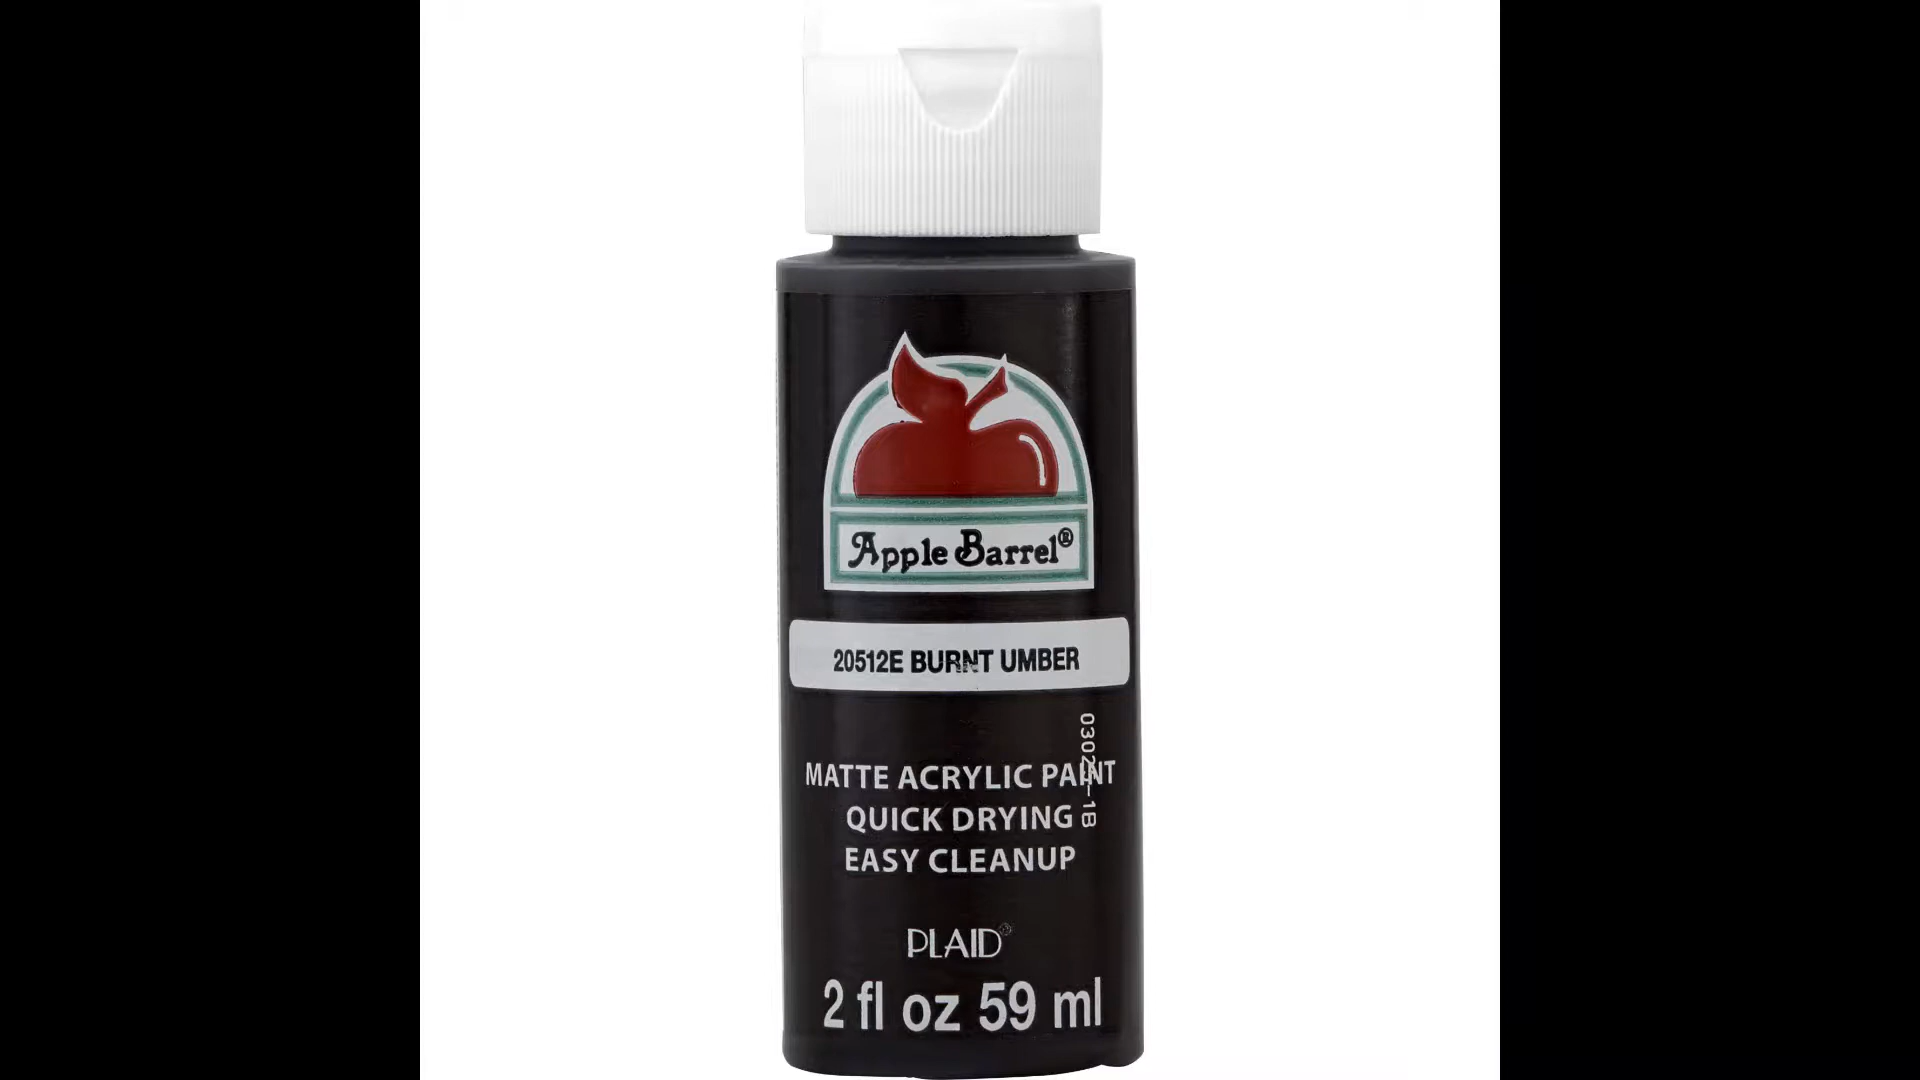 Apple Barrel®
20512E BURNT UMBER
MATTE ACRYLIC PAINT
QUICK DRYING
EASY CLEANUP
PLAID®
2 fl oz 59 ml